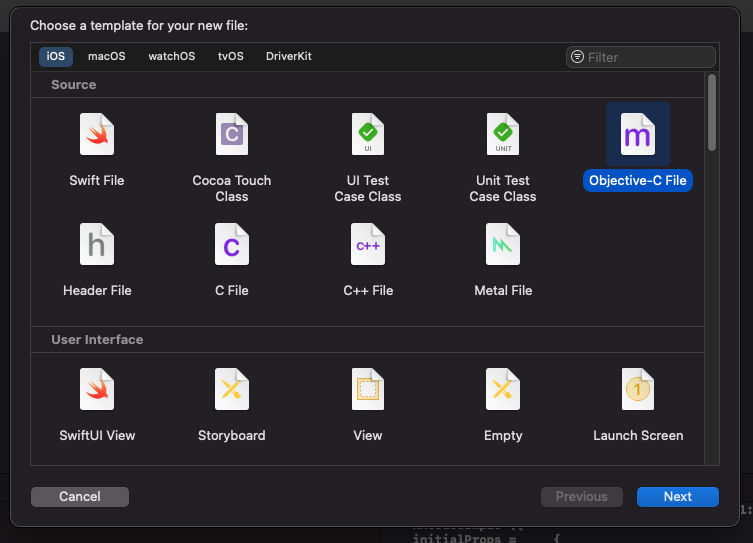 Choose a template for your new file:
iOS macOS watchOS tvOS DriverKit Filter
Source
C UI UNIT m
Swift File Cocoa Touch Class UI Test Case Class Unit Test Case Class Objective-C File
h C C++
Header File C File C++ File Metal File
User Interface
1
SwiftUI View Storyboard View Empty Launch Screen
Cancel Previous Next
1:
initialProps = {